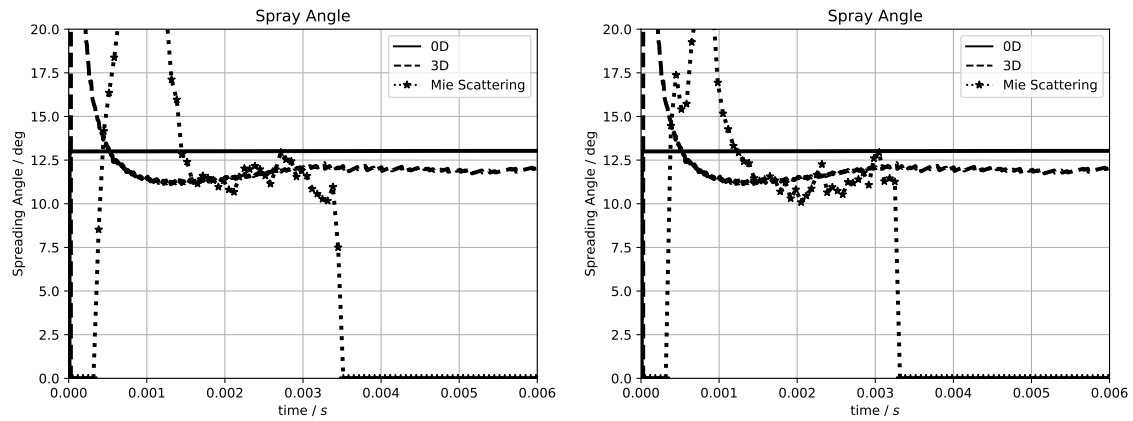 Spray Angle
20.0
17.5
15.0
12.5
10.0
7.5
5.0
2.5
0.0
Spreading Angle / deg
0D
3D
Mie Scattering
0.000 0.001 0.002 0.003 0.004 0.005 0.006
time / s
Spray Angle
20.0
17.5
15.0
12.5
10.0
7.5
5.0
2.5
0.0
Spreading Angle / deg
0D
3D
Mie Scattering
0.000 0.001 0.002 0.003 0.004 0.005 0.006
time / s